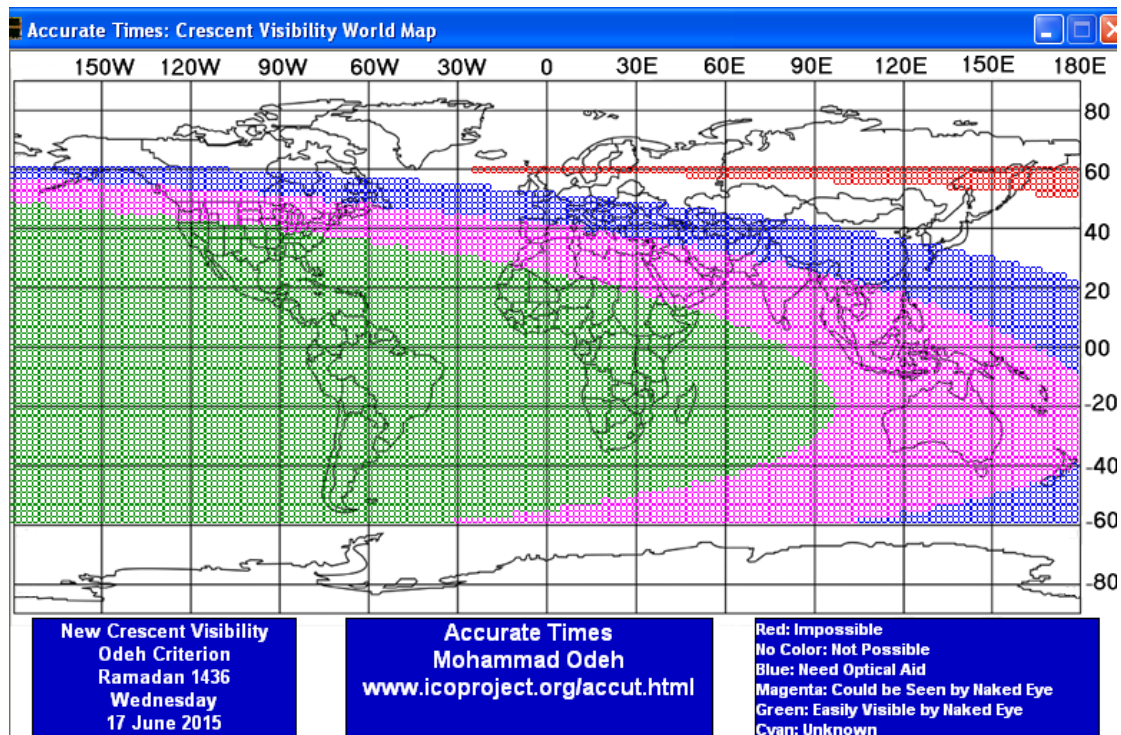 Accurate Times: Crescent Visibility World Map
150W 120W 90W 60W 30W 0 30E 60E 90E 120E 150E 180E
80
60
40
20
00
-20
-40
-60
-80
New Crescent Visibility
Odeh Criterion
Ramadan 1436
Wednesday
17 June 2015
Accurate Times
Mohammad Odeh
www.icoproject.org/accut.html
Red: Impossible
No Color: Not Possible
Blue: Need Optical Aid
Magenta: Could be Seen by Naked Eye
Green: Easily Visible by Naked Eye
Cyan: Unknown